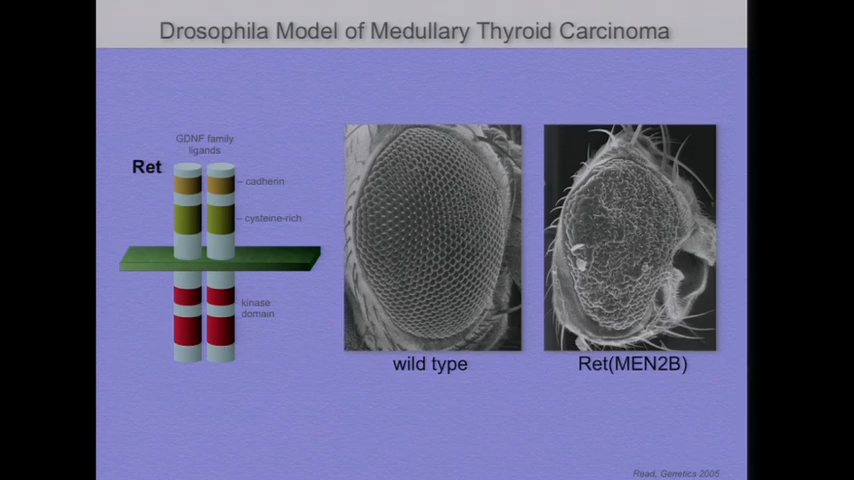 Drosophila Model of Medullary Thyroid Carcinoma
GDNF family
ligands
Ret
cadherin
cysteine-rich
kinase
domain
wild type
Ret(MEN2B)
Read, Genetics 2005